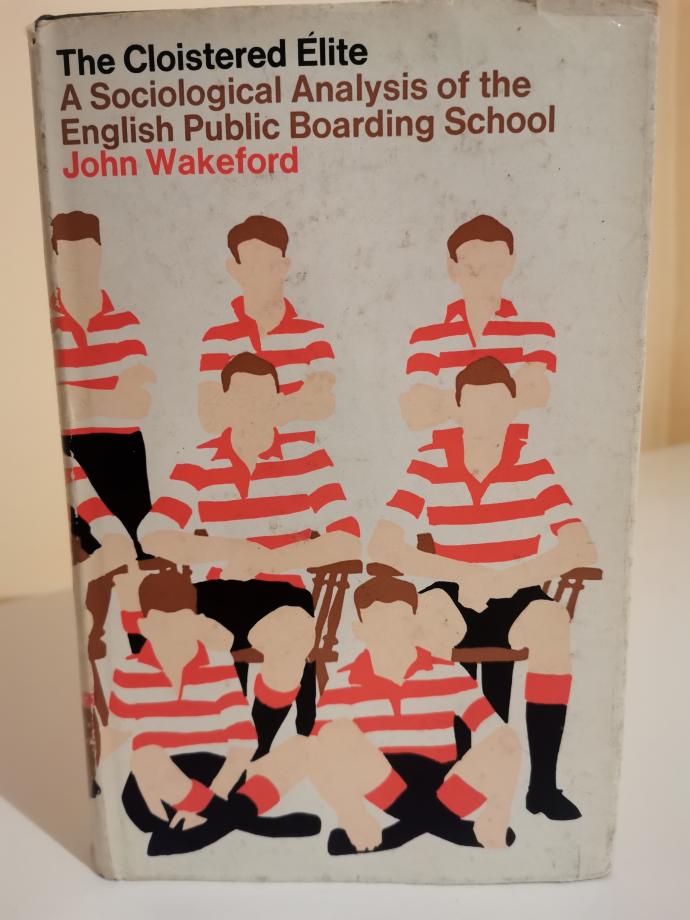 The Cloistered Élite
A Sociological Analysis of the
English Public Boarding School
John Wakeford